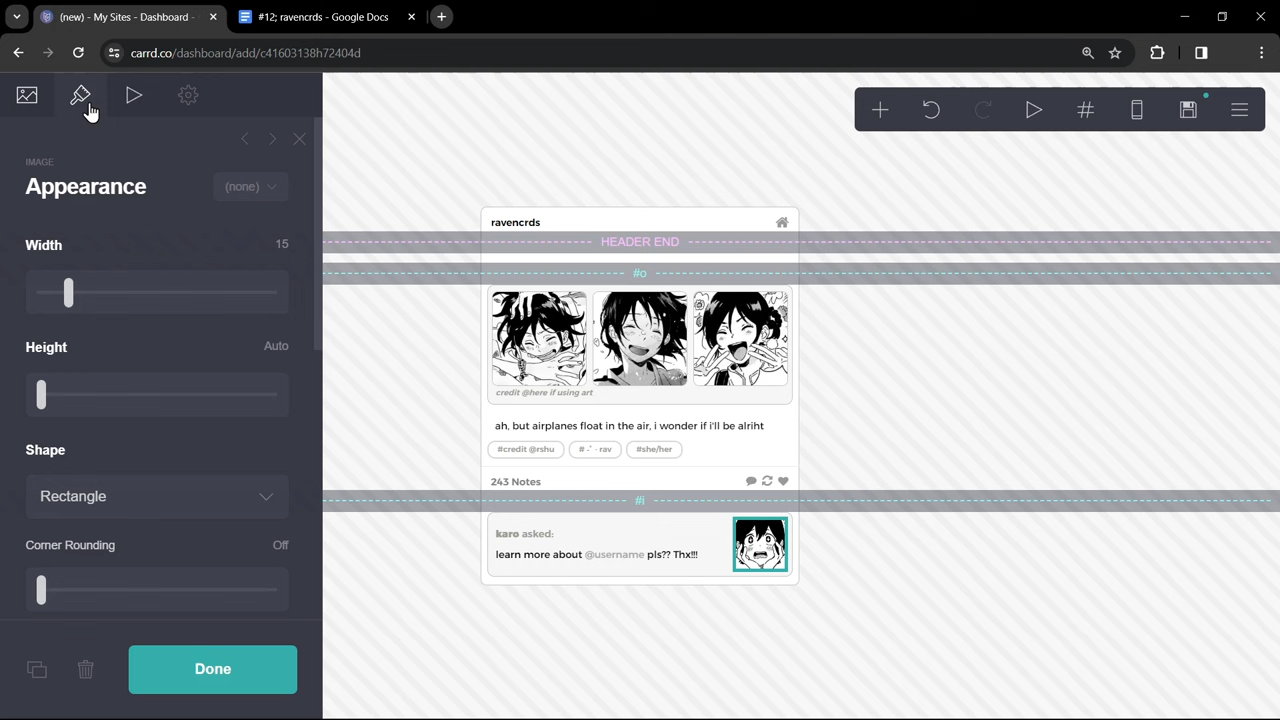 (new) - My Sites - Dashboard -
#12; ravencrds - Google Docs
carrd.co/dashboard/add/c41603138h72404d
IMAGE
Appearance
(none)
Width
15
Height
Auto
Shape
Rectangle
Corner Rounding
Off
Done
ravencrds
HEADER END
#o
credit @here if using art
ah, but airplanes float in the air, i wonder if i'll be alriht
#credit @rshu
# ˗ˋ · rav
#she/her
243 Notes
#i
karo asked:
learn more about @username pls?? Thx!!!